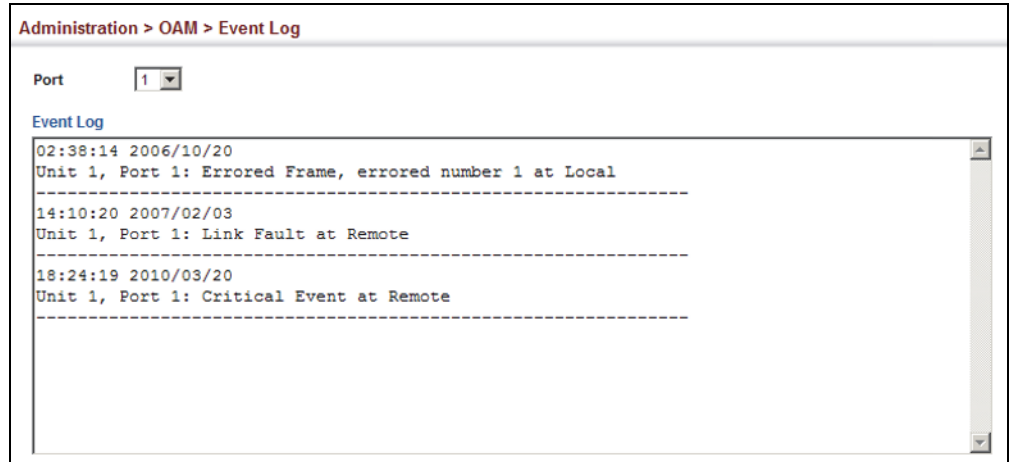 Administration > OAM > Event Log
Port 1
Event Log
02:38:14 2006/10/20
Unit 1, Port 1: Errored Frame, errored number 1 at Local
---------------------------------------------------------------
14:10:20 2007/02/03
Unit 1, Port 1: Link Fault at Remote
---------------------------------------------------------------
18:24:19 2010/03/20
Unit 1, Port 1: Critical Event at Remote
---------------------------------------------------------------